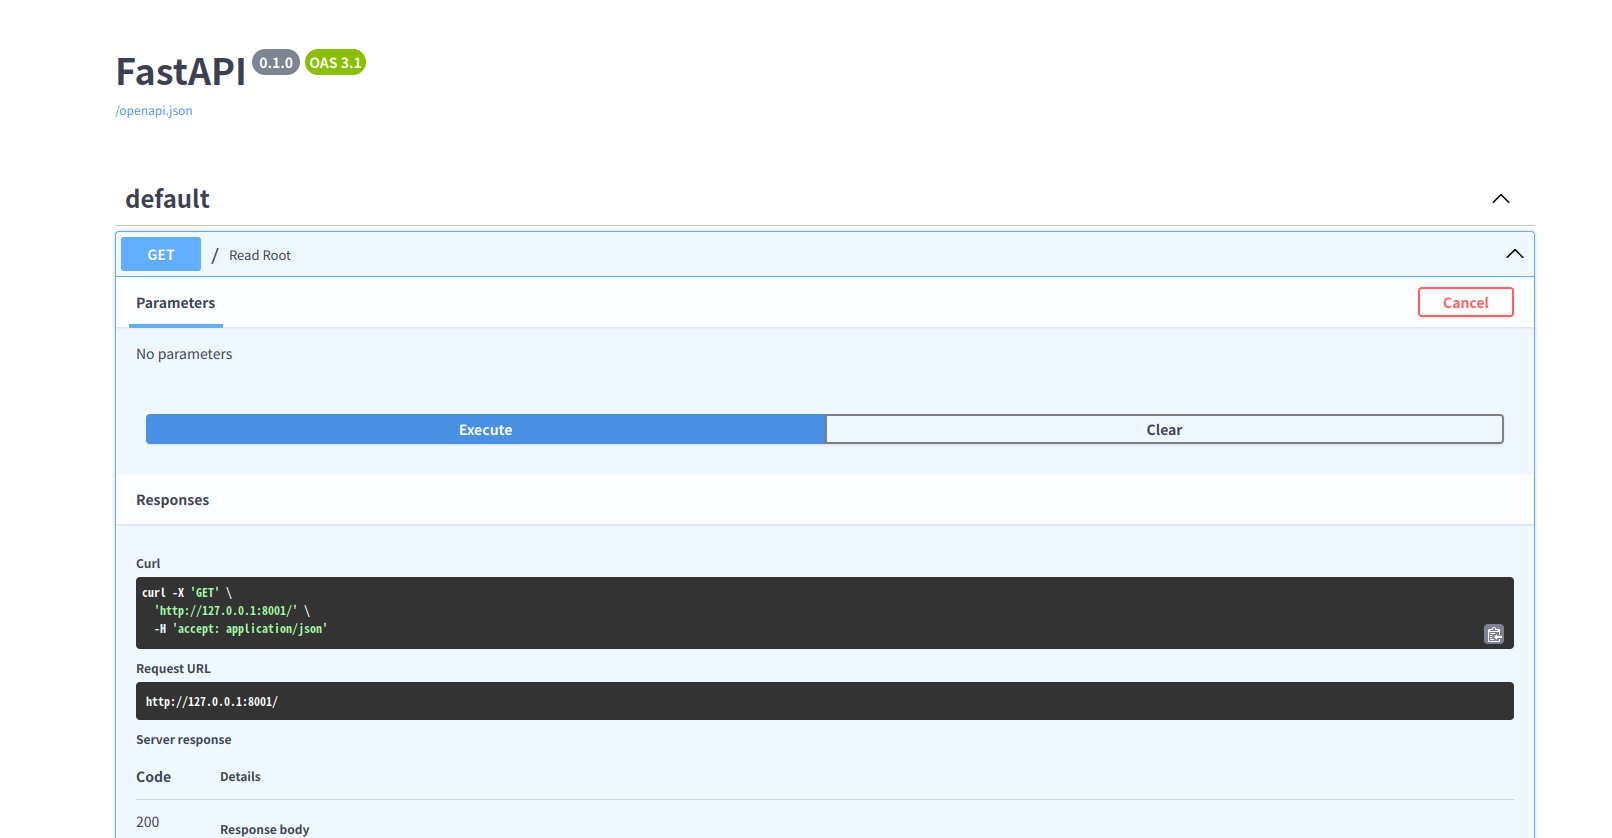 FastAPI 0.1.0 OAS 3.1
/openapi.json
default
GET / Read Root
Parameters Cancel
No parameters
Execute Clear
Responses
Curl
curl -X 'GET' \
'http://127.0.0.1:8001/' \
-H 'accept: application/json'
Request URL
http://127.0.0.1:8001/
Server response
Code Details
200
Response body